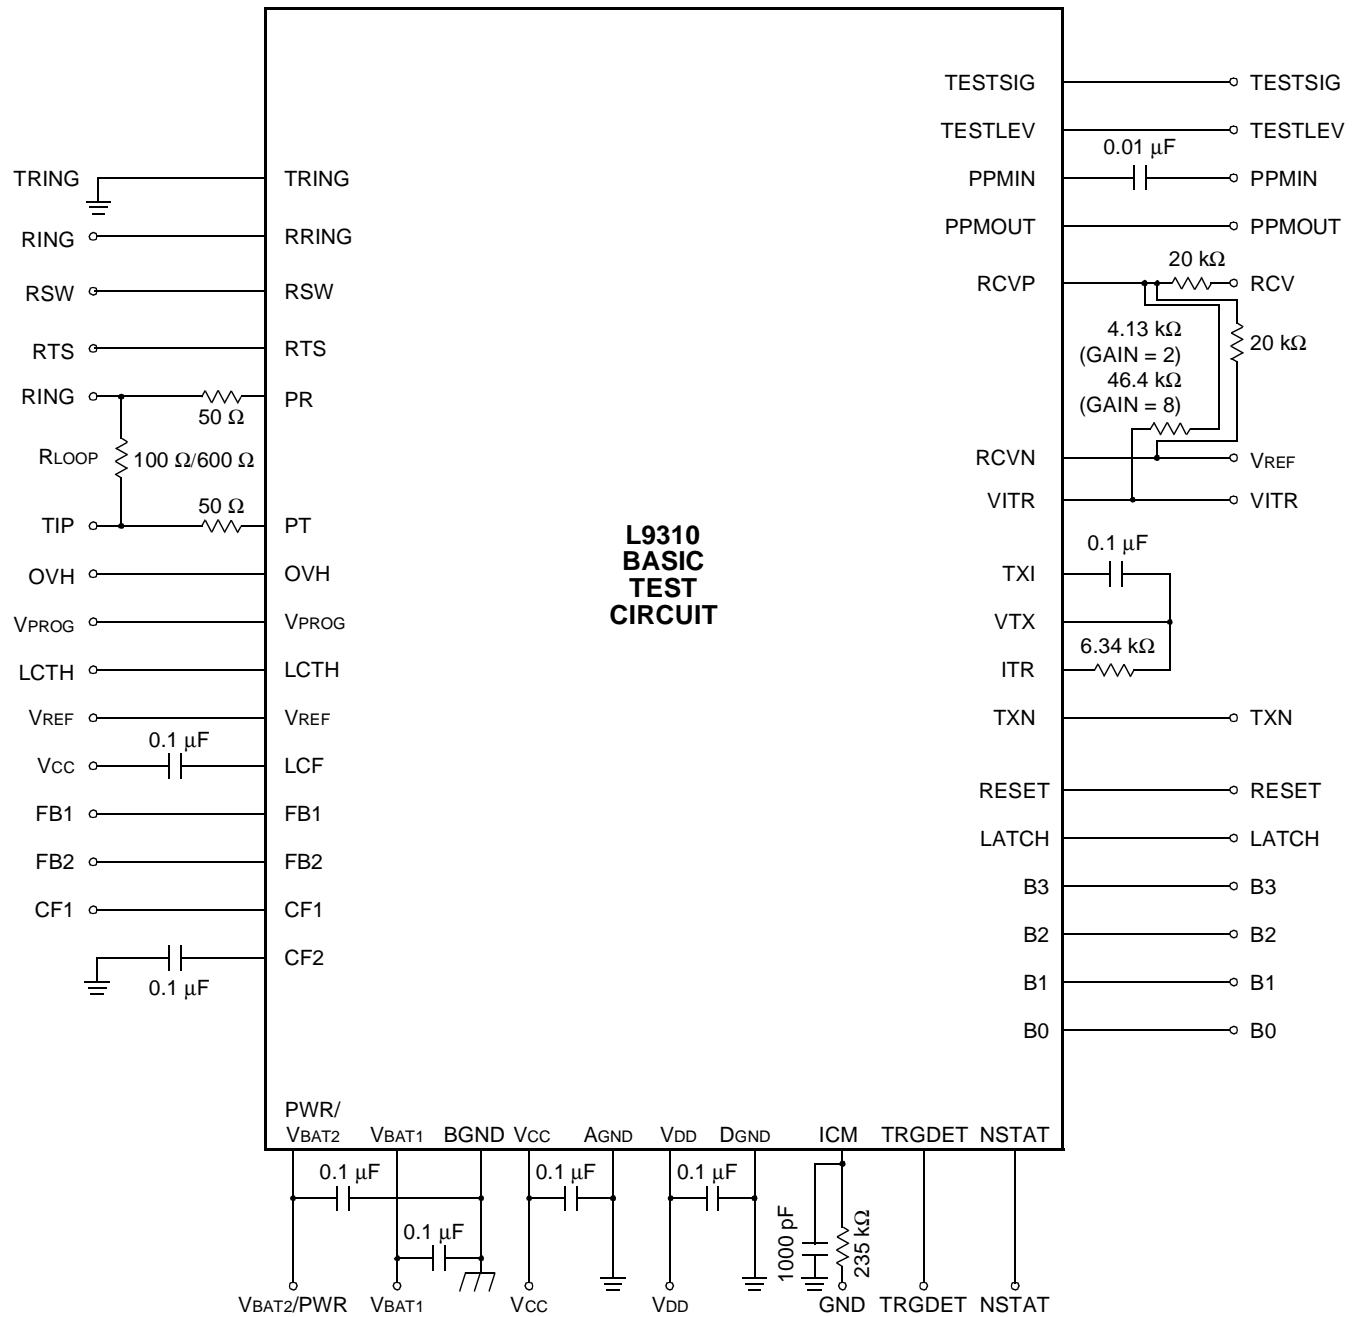 TESTSIG TESTSIG
TESTLEV TESTLEV
0.01 µF
TRING TRING PPMIN PPMIN
RING RRING PPMOUT PPMOUT
20 kΩ
RSW RSW RCVP RCV
4.13 kΩ
(GAIN = 2)
20 kΩ
RTS RTS
46.4 kΩ
(GAIN = 8)
RING PR
50 Ω
RLOOP 100 Ω/600 Ω
RCVN VREF
50 Ω
VITR VITR
TIP PT
L9310
BASIC
TEST
CIRCUIT
0.1 µF
OVH OVH TXI
VPROG VPROG VTX
6.34 kΩ
LCTH LCTH ITR
VREF VREF TXN TXN
0.1 µF
VCC LCF
RESET RESET
FB1 FB1
LATCH LATCH
FB2 FB2
B3 B3
CF1 CF1
B2 B2
CF2
0.1 µF
B1 B1
B0 B0
PWR/
VBAT2 VBAT1 BGND VCC AGND VDD DGND ICM TRGDET NSTAT
0.1 µF 0.1 µF 0.1 µF
0.1 µF
1000 pF
235 kΩ
VBAT2/PWR VBAT1 VCC VDD GND TRGDET NSTAT